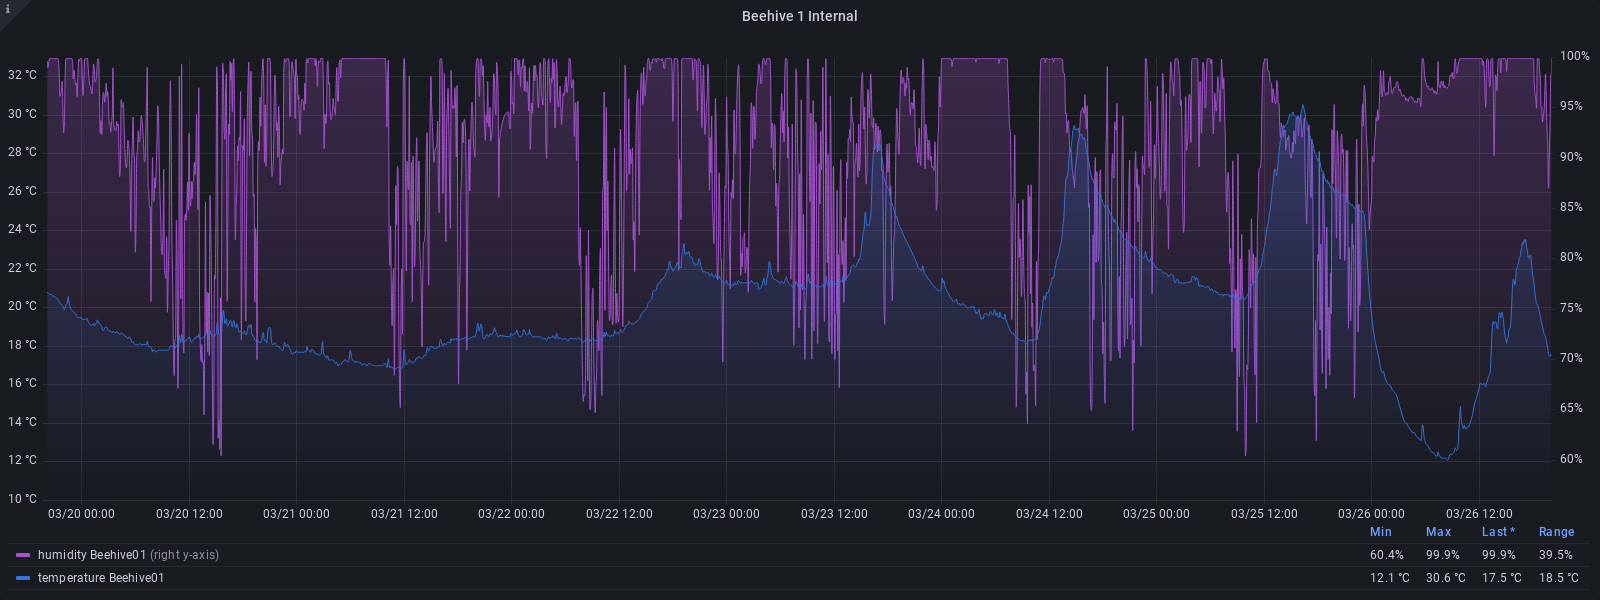 i
Beehive 1 Internal
32 °C
30 °C
28 °C
26 °C
24 °C
22 °C
20 °C
18 °C
16 °C
14 °C
12 °C
10 °C
100%
95%
90%
85%
80%
75%
70%
65%
60%
03/20 00:00 03/20 12:00 03/21 00:00 03/21 12:00 03/22 00:00 03/22 12:00 03/23 00:00 03/23 12:00 03/24 00:00 03/24 12:00 03/25 00:00 03/25 12:00 03/26 00:00 03/26 12:00
Min Max Last * Range
humidity Beehive01 (right y-axis) 60.4% 99.9% 99.9% 39.5%
temperature Beehive01 12.1 °C 30.6 °C 17.5 °C 18.5 °C